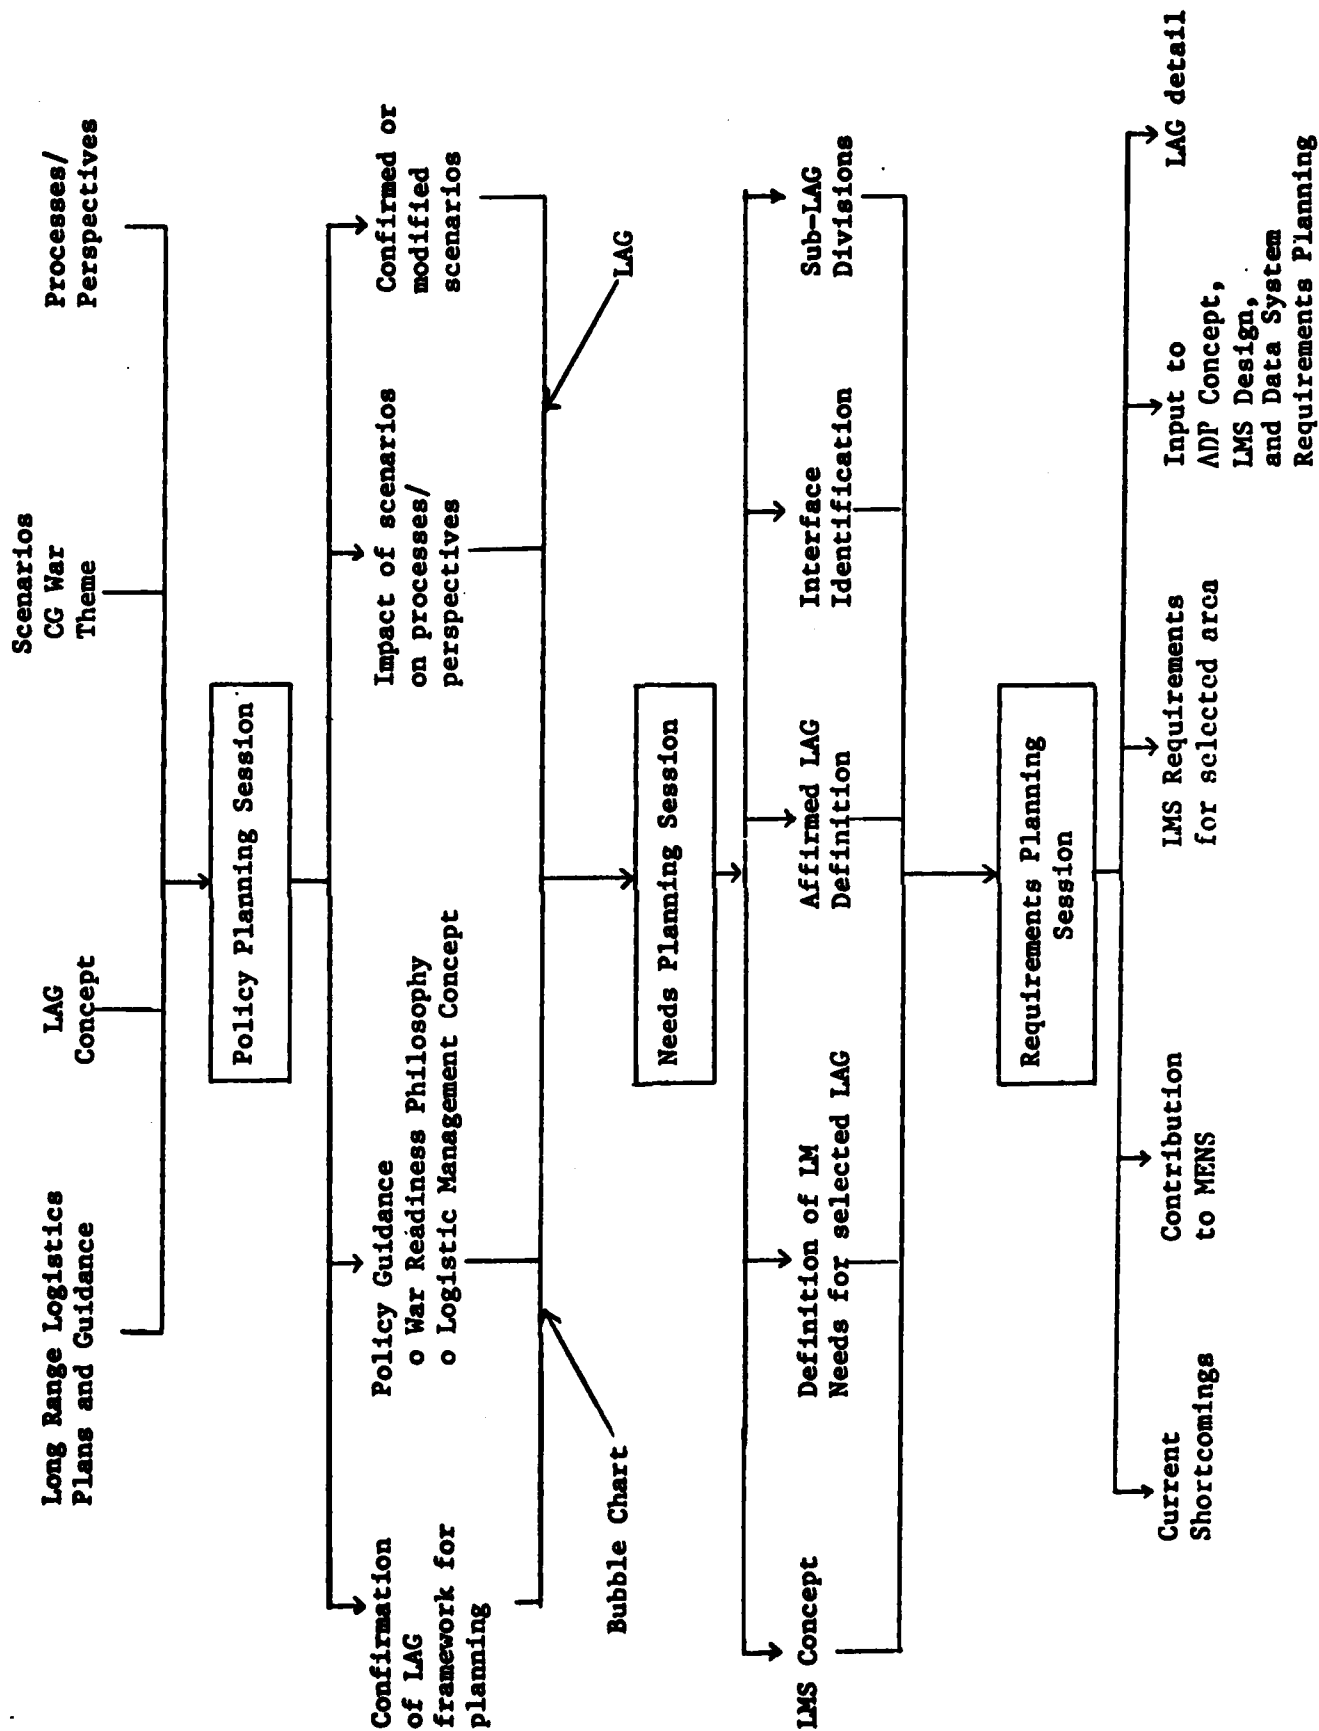 Long Range Logistics
Plans and Guidance
LAG
Concept
Scenarios
CG War
Theme
Processes/
Perspectives
Policy Planning Session
Confirmation
of LAG
framework for
planning
Policy Guidance
o War Readiness Philosophy
o Logistic Management Concept
Impact of scenarios
on processes/
perspectives
Confirmed or
modified
scenarios
Bubble Chart
LAG
Needs Planning Session
LMS Concept
Definition of LM
Needs for selected LAG
Affirmed LAG
Definition
Interface
Identification
Sub-LAG
Divisions
Requirements Planning
Session
Current
Shortcomings
Contribution
to MENS
LMS Requirements
for selected area
Input to
ADP Concept,
LMS Design,
and Data System
Requirements Planning
LAG detail